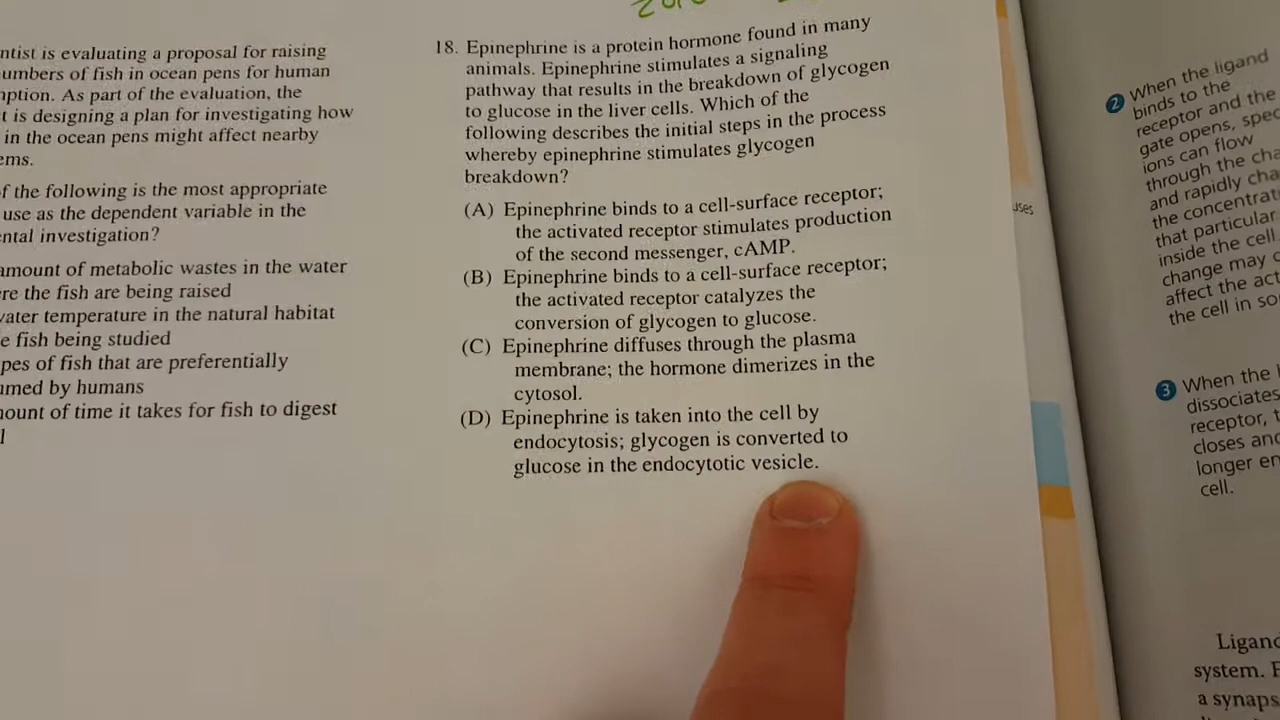 ntist is evaluating a proposal for raising
umbers of fish in ocean pens for human
nption. As part of the evaluation, the
t is designing a plan for investigating how
in the ocean pens might affect nearby
ems.
f the following is the most appropriate
use as the dependent variable in the
ental investigation?
amount of metabolic wastes in the water
re the fish are being raised
vater temperature in the natural habitat
e fish being studied
pes of fish that are preferentially
umed by humans
nount of time it takes for fish to digest
l
18. Epinephrine is a protein hormone found in many
animals. Epinephrine stimulates a signaling
pathway that results in the breakdown of glycogen
to glucose in the liver cells. Which of the
following describes the initial steps in the process
whereby epinephrine stimulates glycogen
breakdown?
(A) Epinephrine binds to a cell-surface receptor;
the activated receptor stimulates production
of the second messenger, cAMP.
(B) Epinephrine binds to a cell-surface receptor;
the activated receptor catalyzes the
conversion of glycogen to glucose.
(C) Epinephrine diffuses through the plasma
membrane; the hormone dimerizes in the
cytosol.
(D) Epinephrine is taken into the cell by
endocytosis; glycogen is converted to
glucose in the endocytotic vesicle.
uses
2 When the ligand
binds to the
receptor and the
gate opens, spec
ions can flow
through the cha
and rapidly cha
the concentrat
that particular
inside the cell.
change may
affect the act
the cell in so
3 When the l
dissociates
receptor, t
closes and
longer en
cell.
Ligand
system. F
a synaps